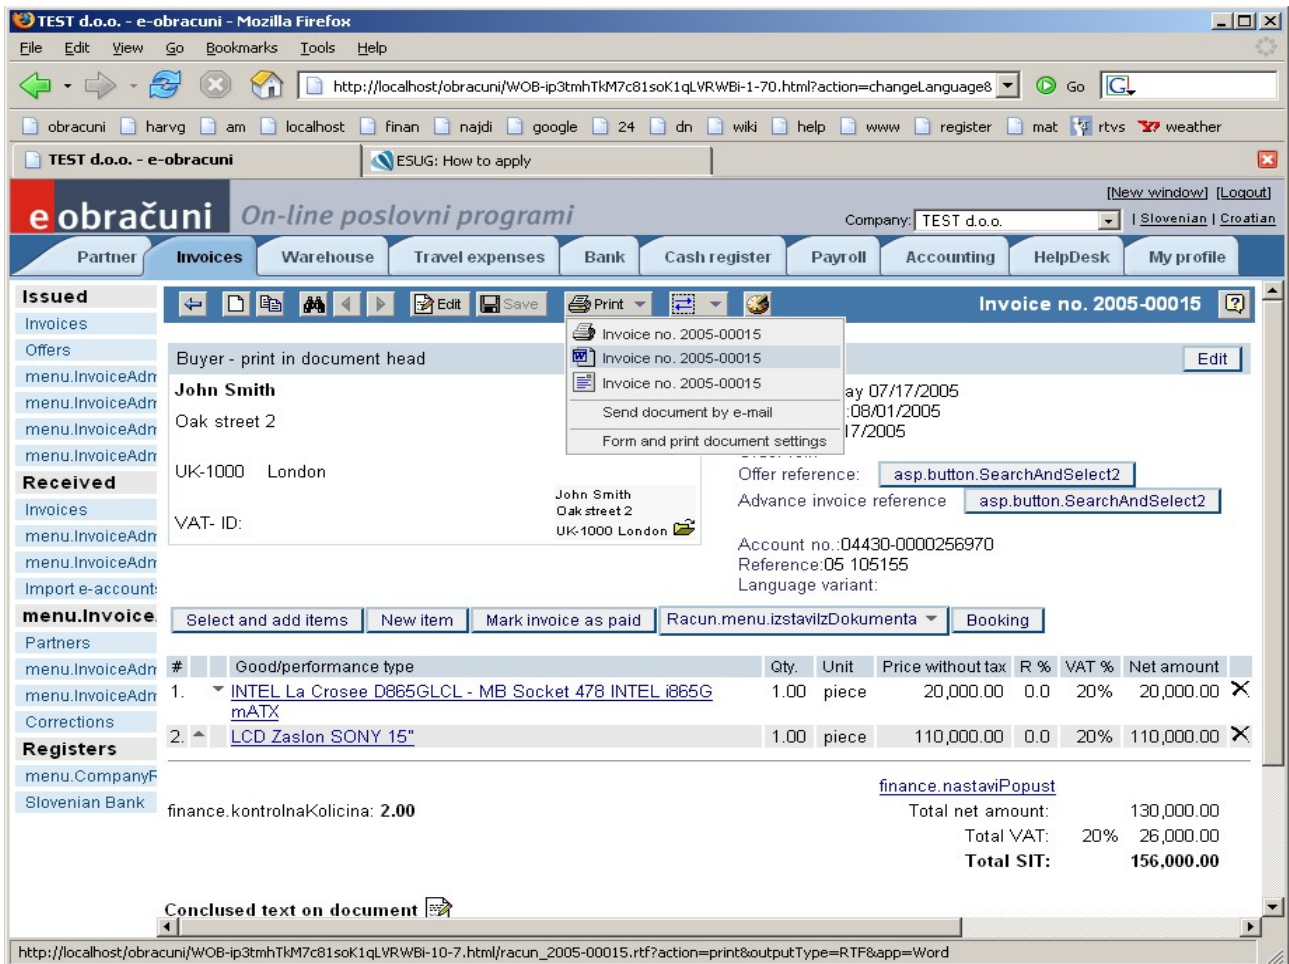 TEST d.o.o. - e-obracuni - Mozilla Firefox
File Edit View Go Bookmarks Tools Help
http://localhost/obracuni/WOB-ip3tmhTkM7c81soK1qLVRWBi-1-70.html?action=changeLanguage& Go G
obracuni harvg am localhost finan najdi google 24 dn wiki help www register mat rtvs weather
TEST d.o.o. - e-obracuni ESUG: How to apply
[New window] [Logout]
e obračuni On-line poslovni programi Company: TEST d.o.o. | Slovenian | Croatian
Partner Invoices Warehouse Travel expenses Bank Cash register Payroll Accounting HelpDesk My profile
Issued
Invoices
Offers
menu.InvoiceAdm
menu.InvoiceAdm
menu.InvoiceAdm
menu.InvoiceAdm
Received
Invoices
menu.InvoiceAdm
menu.InvoiceAdm
Import e-accounts
menu.Invoice.
Partners
menu.InvoiceAdm
menu.InvoiceAdm
Corrections
Registers
menu.CompanyR
Slovenian Bank
Edit Save Print Invoice no. 2005-00015 ?
Invoice no. 2005-00015
Invoice no. 2005-00015
Invoice no. 2005-00015
Send document by e-mail
Form and print document settings
Buyer - print in document head Edit
John Smith
Oak street 2
UK-1000 London
VAT- ID:
John Smith
Oak street 2
UK-1000 London
ay 07/17/2005
:08/01/2005
17/2005
Offer reference: asp.button.SearchAndSelect2
Advance invoice reference asp.button.SearchAndSelect2
Account no.:04430-0000256970
Reference:05 105155
Language variant:
Select and add items New item Mark invoice as paid Racun.menu.izstaviIzDokumenta Booking
# Good/performance type Qty. Unit Price without tax R % VAT % Net amount
1. INTEL La Crosee D865GLCL - MB Socket 478 INTEL i865G 1.00 piece 20,000.00 0.0 20% 20,000.00
mATX
2. LCD Zaslon SONY 15" 1.00 piece 110,000.00 0.0 20% 110,000.00
finance.nastaviPopust
finance.kontrolnaKolicina: 2.00 Total net amount: 130,000.00
Total VAT: 20% 26,000.00
Total SIT: 156,000.00
Conclused text on document
http://localhost/obracuni/WOB-ip3tmhTkM7c81soK1qLVRWBi-10-7.html/racun_2005-00015.rtf?action=print&outputType=RTF&app=Word